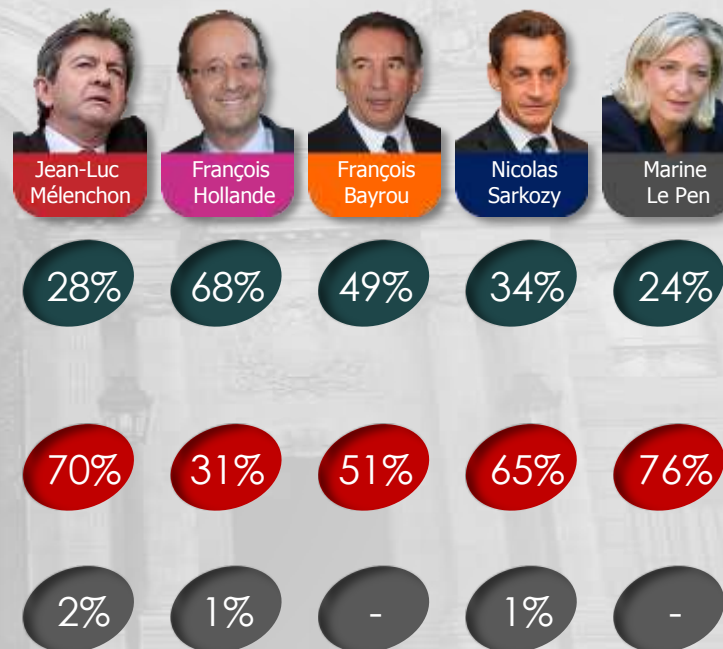 Jean-Luc
Mélenchon
François
Hollande
François
Bayrou
Nicolas
Sarkozy
Marine
Le Pen
28% 68% 49% 34% 24%
70% 31% 51% 65% 76%
2% 1% - 1% -